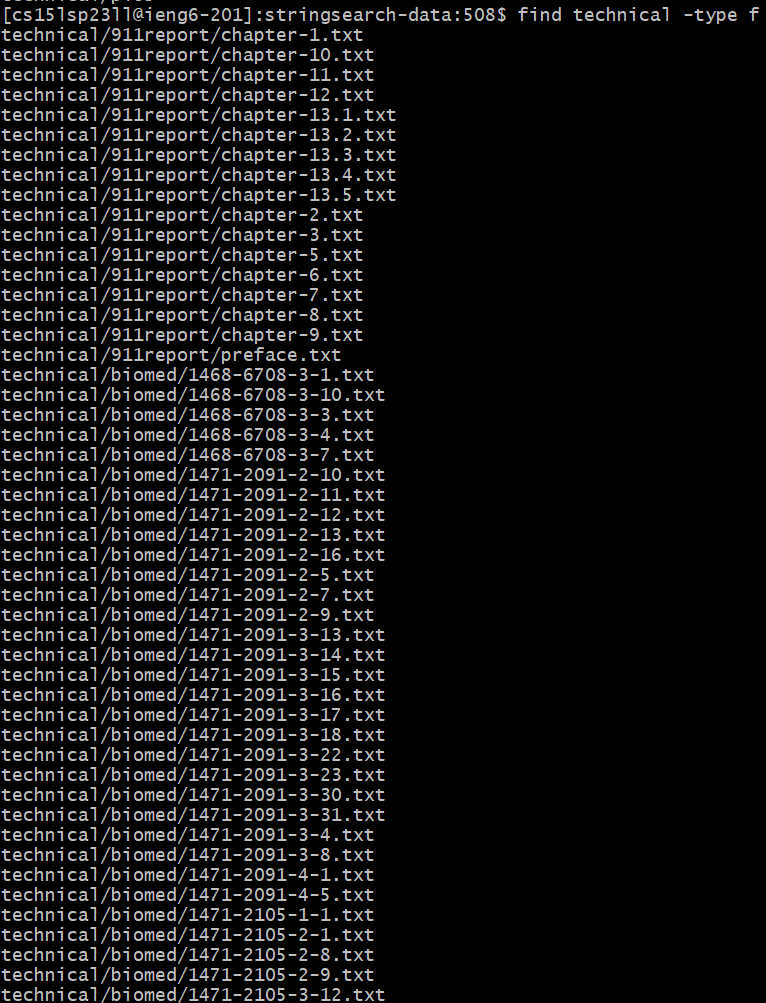 [cs15lsp23ll@ieng6-201]:stringsearch-data:508$ find technical -type f
technical/911report/chapter-1.txt
technical/911report/chapter-10.txt
technical/911report/chapter-11.txt
technical/911report/chapter-12.txt
technical/911report/chapter-13.1.txt
technical/911report/chapter-13.2.txt
technical/911report/chapter-13.3.txt
technical/911report/chapter-13.4.txt
technical/911report/chapter-13.5.txt
technical/911report/chapter-2.txt
technical/911report/chapter-3.txt
technical/911report/chapter-5.txt
technical/911report/chapter-6.txt
technical/911report/chapter-7.txt
technical/911report/chapter-8.txt
technical/911report/chapter-9.txt
technical/911report/preface.txt
technical/biomed/1468-6708-3-1.txt
technical/biomed/1468-6708-3-10.txt
technical/biomed/1468-6708-3-3.txt
technical/biomed/1468-6708-3-4.txt
technical/biomed/1468-6708-3-7.txt
technical/biomed/1471-2091-2-10.txt
technical/biomed/1471-2091-2-11.txt
technical/biomed/1471-2091-2-12.txt
technical/biomed/1471-2091-2-13.txt
technical/biomed/1471-2091-2-16.txt
technical/biomed/1471-2091-2-5.txt
technical/biomed/1471-2091-2-7.txt
technical/biomed/1471-2091-2-9.txt
technical/biomed/1471-2091-3-13.txt
technical/biomed/1471-2091-3-14.txt
technical/biomed/1471-2091-3-15.txt
technical/biomed/1471-2091-3-16.txt
technical/biomed/1471-2091-3-17.txt
technical/biomed/1471-2091-3-18.txt
technical/biomed/1471-2091-3-22.txt
technical/biomed/1471-2091-3-23.txt
technical/biomed/1471-2091-3-30.txt
technical/biomed/1471-2091-3-31.txt
technical/biomed/1471-2091-3-4.txt
technical/biomed/1471-2091-3-8.txt
technical/biomed/1471-2091-4-1.txt
technical/biomed/1471-2091-4-5.txt
technical/biomed/1471-2105-1-1.txt
technical/biomed/1471-2105-2-1.txt
technical/biomed/1471-2105-2-8.txt
technical/biomed/1471-2105-2-9.txt
technical/biomed/1471-2105-3-12.txt